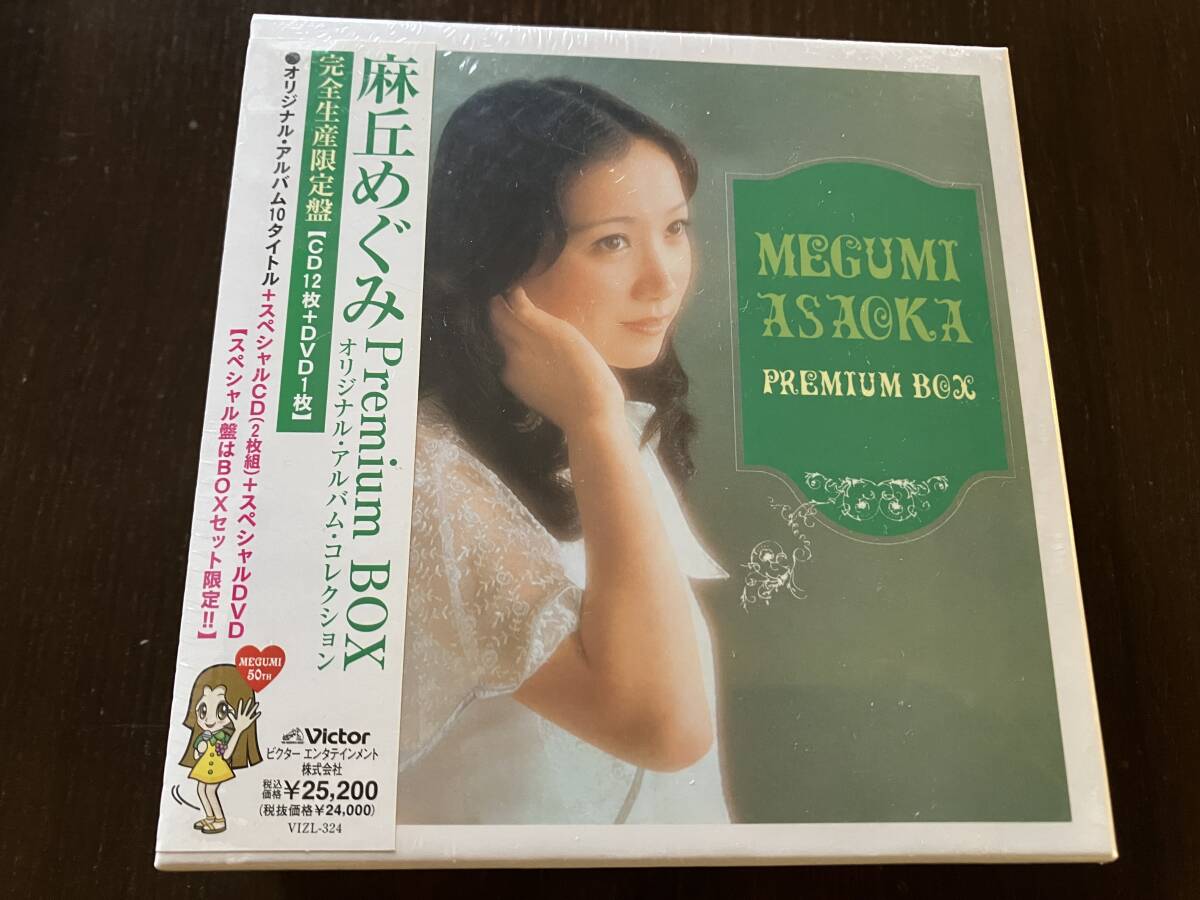 麻丘めぐみ Premium BOX
オリジナル・アルバム・コレクション
完全生産限定盤【CD12枚+DVD1枚】
●オリジナル・アルバム10タイトル+スペシャルCD(2枚組)+スペシャルDVD
【スペシャル盤はBOXセット限定!!】
MEGUMI
50TH
Victor
ビクター エンタテインメント
株式会社
税込価格¥25,200
(税抜価格¥24,000)
VIZL-324
MEGUMI
ASAOKA
PREMIUM BOX